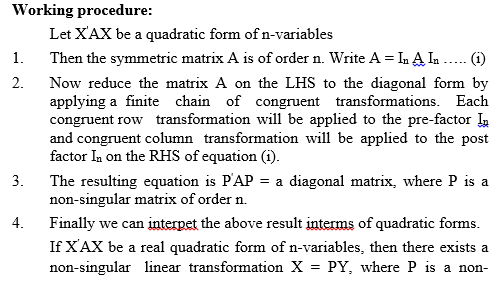 Working procedure:
Let X'AX be a quadratic form of n-variables
1. Then the symmetric matrix A is of order n. Write A = Iₙ A Iₙ ..... (i)
2. Now reduce the matrix A on the LHS to the diagonal form by
applying a finite chain of congruent transformations. Each
congruent row transformation will be applied to the pre-factor Iₙ
and congruent column transformation will be applied to the post
factor Iₙ on the RHS of equation (i).
3. The resulting equation is P'AP = a diagonal matrix, where P is a
non-singular matrix of order n.
4. Finally we can interpet the above result interms of quadratic forms.
If X'AX be a real quadratic form of n-variables, then there exists a
non-singular linear transformation X = PY, where P is a non-